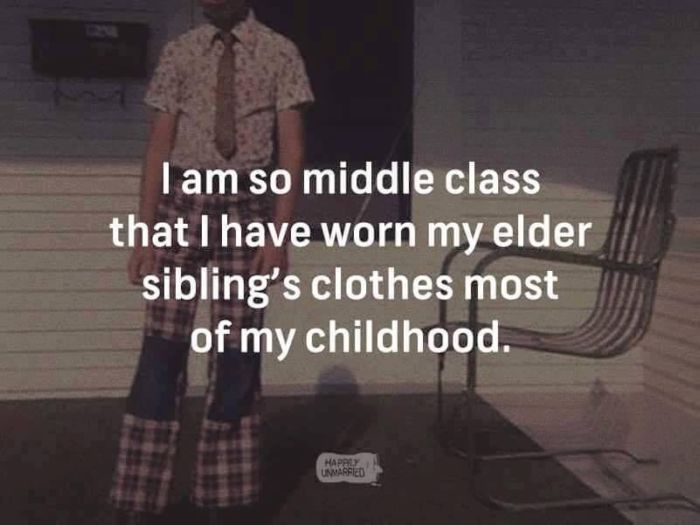 I am so middle class
that I have worn my elder
sibling's clothes most
of my childhood.
HAPPILY
UNMARRIED